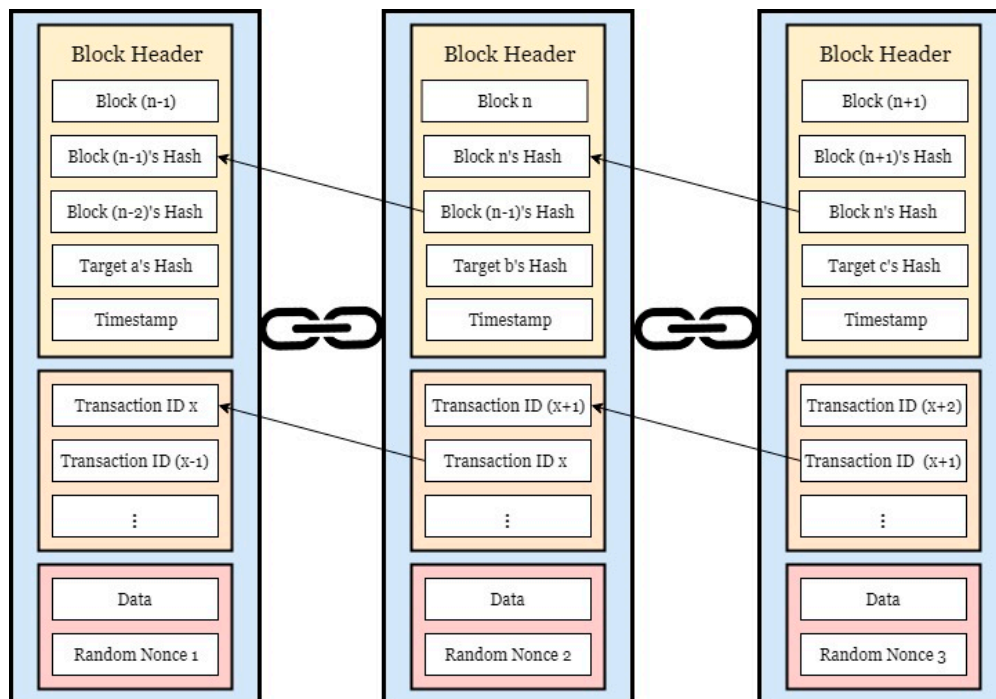 Block Header
Block (n-1)
Block (n-1)'s Hash
Block (n-2)'s Hash
Target a's Hash
Timestamp
Transaction ID x
Transaction ID (x-1)
⋮
Data
Random Nonce 1
Block Header
Block n
Block n's Hash
Block (n-1)'s Hash
Target b's Hash
Timestamp
Transaction ID (x+1)
Transaction ID x
⋮
Data
Random Nonce 2
Block Header
Block (n+1)
Block (n+1)'s Hash
Block n's Hash
Target c's Hash
Timestamp
Transaction ID (x+2)
Transaction ID (x+1)
⋮
Data
Random Nonce 3